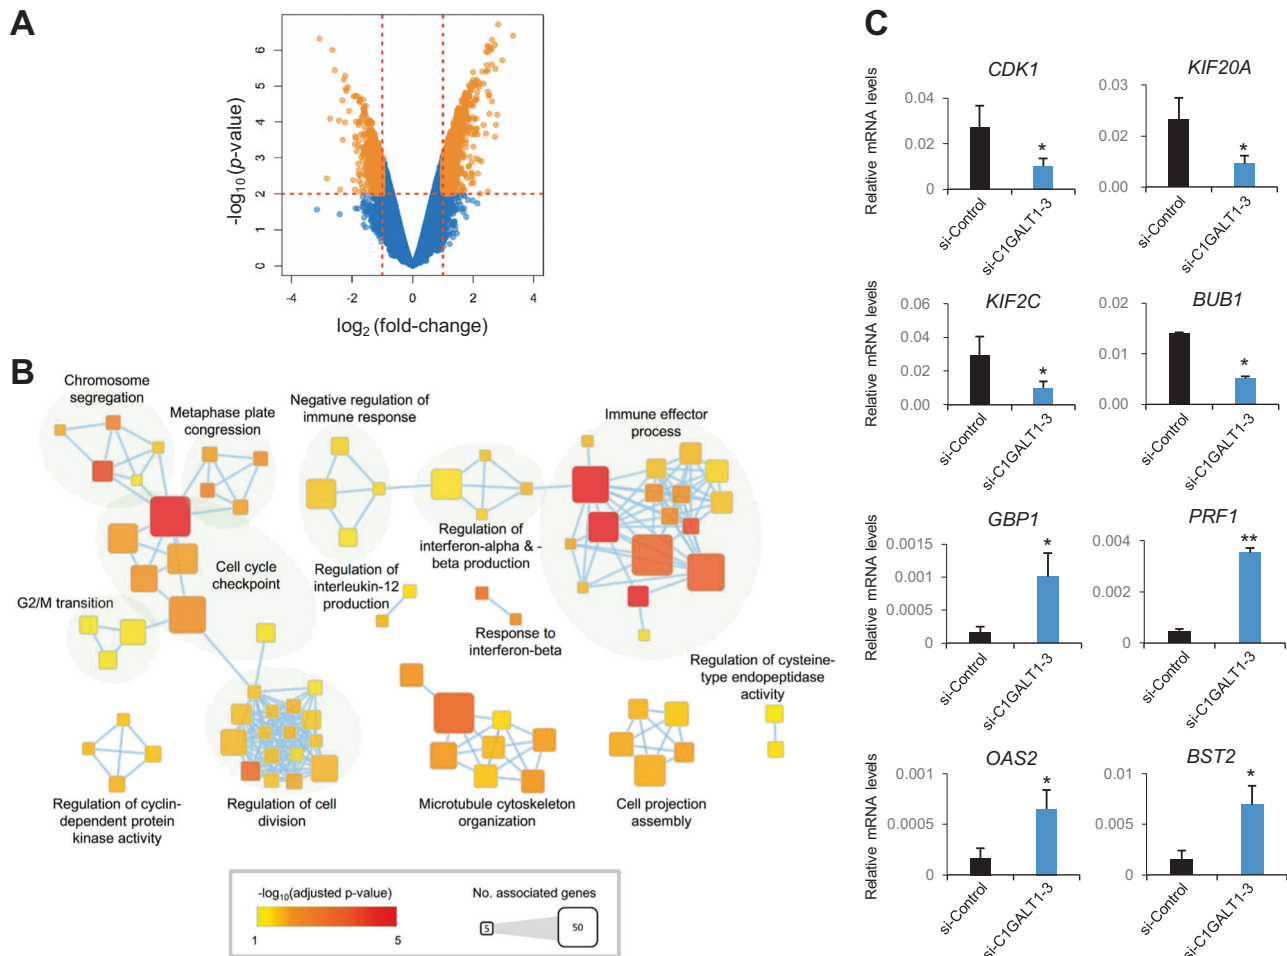 A
6
5
4
3
2
1
0
-log10 (p-value)
-4
-2
0
2
4
log2 (fold-change)
B
Chromosome
segregation
Metaphase plate
congression
Negative regulation of
immune response
Immune effector
process
Regulation of
interferon-alpha & -
beta production
Cell cycle
checkpoint
Regulation of
interleukin-12
production
G2/M transition
Response to
interferon-beta
Regulation of cysteine-
type endopeptidase
activity
Regulation of cyclin-
dependent protein
kinase activity
Regulation of cell
division
Microtubule cytoskeleton
organization
Cell projection
assembly
-log10(adjusted p-value)
1
5
No. associated genes
5
50
C
CDK1
Relative mRNA levels
0.04
0.02
0
*
si-Control
si-C1GALT1-3
KIF20A
0.03
0.02
0.00
*
si-Control
si-C1GALT1-3
KIF2C
Relative mRNA levels
0.06
0.04
0.02
0.00
*
si-Control
si-C1GALT1-3
BUB1
0.02
0.01
0.00
*
si-Control
si-C1GALT1-3
GBP1
Relative mRNA levels
0.0015
0.001
0.0005
0
*
si-Control
si-C1GALT1-3
PRF1
0.004
0.002
0
**
si-Control
si-C1GALT1-3
OAS2
Relative mRNA levels
0.001
0.0005
0
*
si-Control
si-C1GALT1-3
BST2
0.01
0.005
0
*
si-Control
si-C1GALT1-3